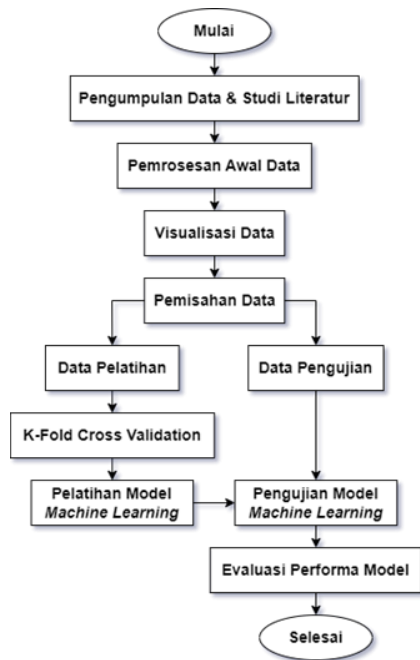 Mulai
Pengumpulan Data & Studi Literatur
Pemrosesan Awal Data
Visualisasi Data
Pemisahan Data
Data Pelatihan
Data Pengujian
K-Fold Cross Validation
Pelatihan Model
Machine Learning
Pengujian Model
Machine Learning
Evaluasi Performa Model
Selesai